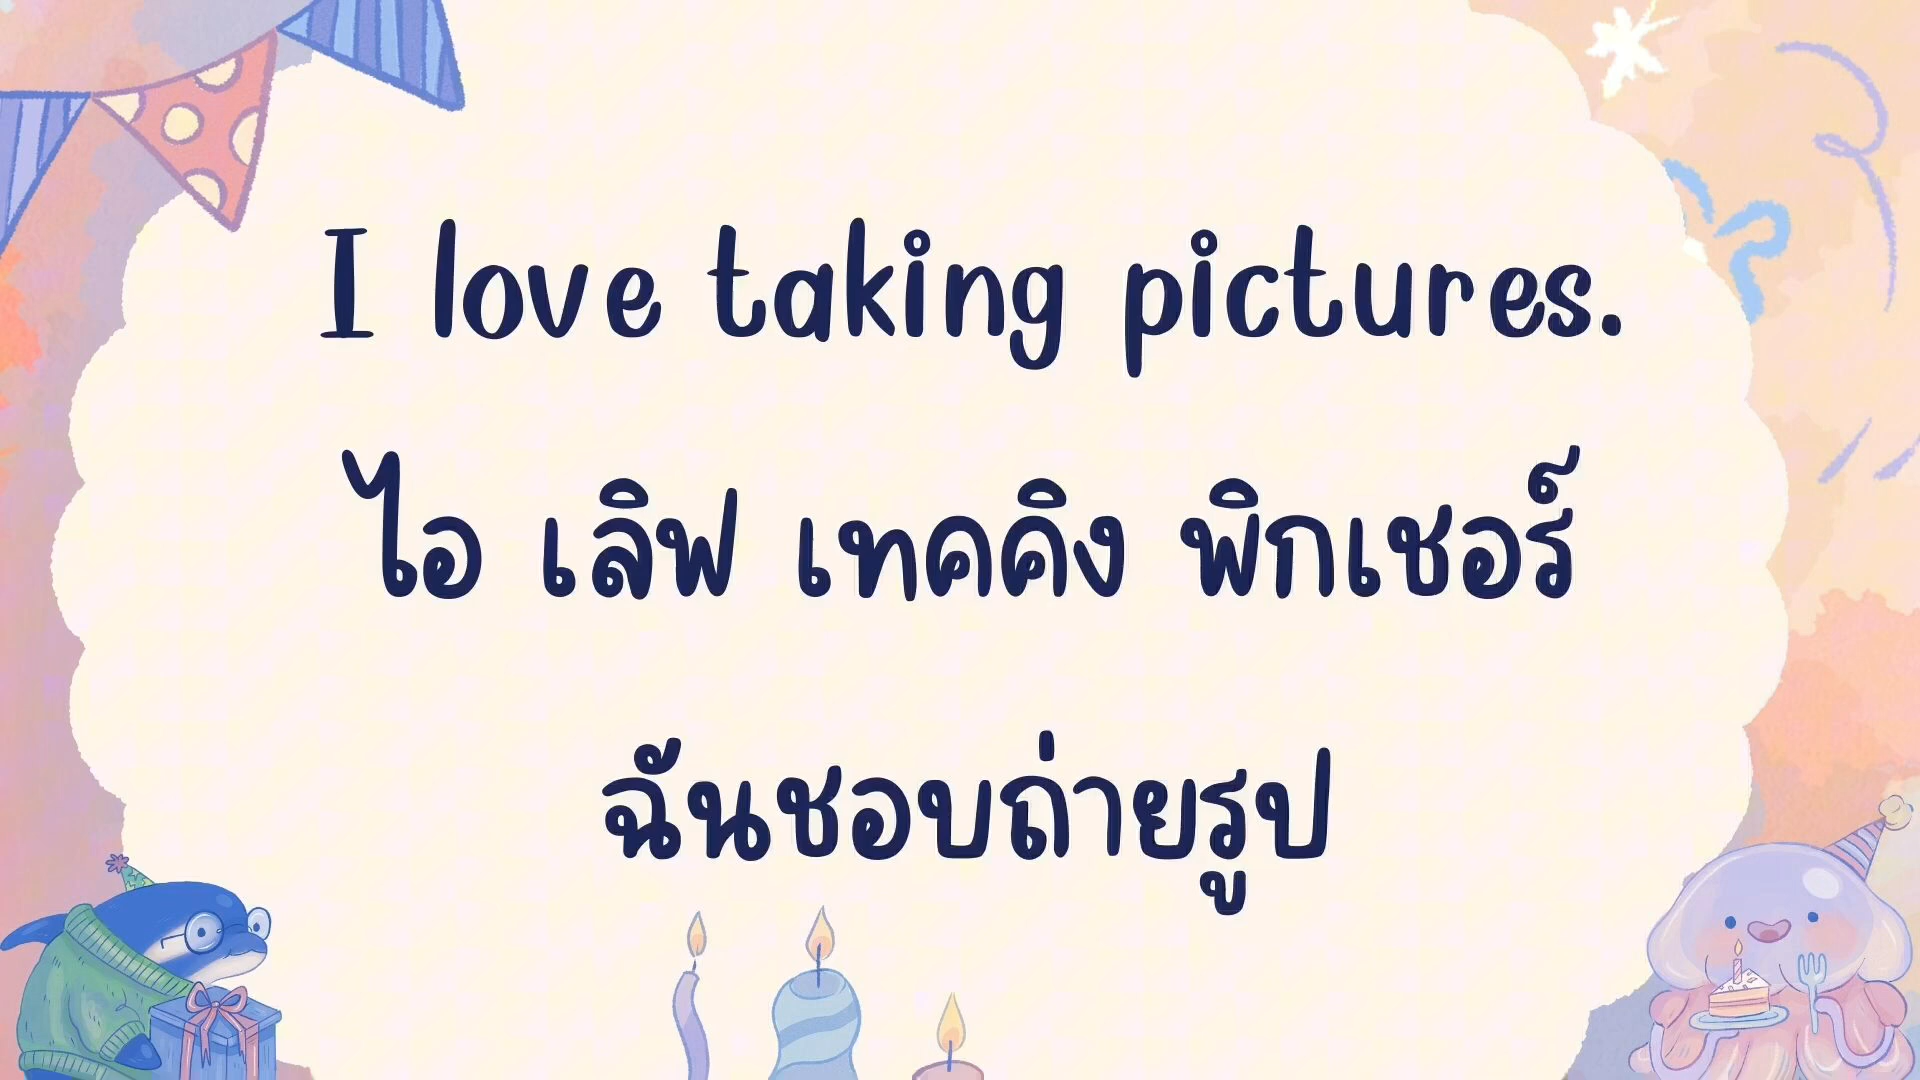 I love taking pictures.
ไอ เลิฟ เทคคิง พิกเชอร์
ฉันชอบถ่ายรูป